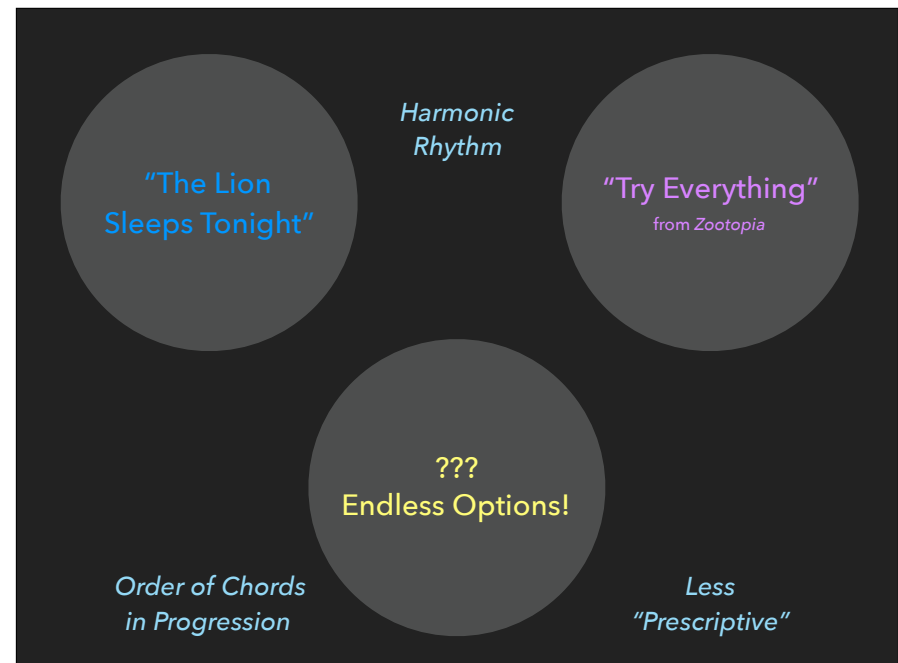 Harmonic
Rhythm
“The Lion
Sleeps Tonight”
“Try Everything”
from Zootopia
???
Endless Options!
Order of Chords
in Progression
Less
“Prescriptive”